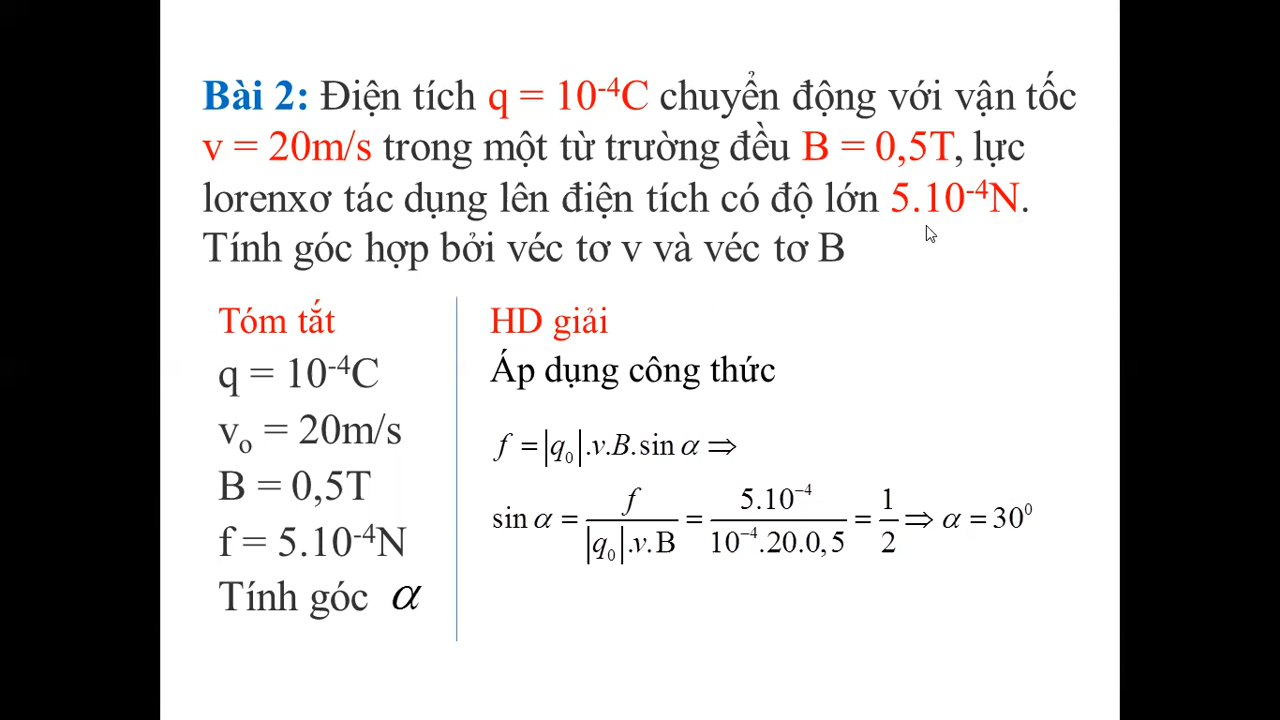 Bài 2: Điện tích q = 10⁻⁴C chuyển động với vận tốc
v = 20m/s trong một từ trường đều B = 0,5T, lực
lorenxơ tác dụng lên điện tích có độ lớn 5.10⁻⁴N.
Tính góc hợp bởi véc tơ v và véc tơ B
Tóm tắt
q = 10⁻⁴C
vₒ = 20m/s
B = 0,5T
f = 5.10⁻⁴N
Tính góc α
HD giải
Áp dụng công thức
f = |q₀|.v.B.sin α ⇒
sin α = f / |q₀|.v.B = 5.10⁻⁴ / 10⁻⁴.20.0,5 = 1/2 ⇒ α = 30⁰